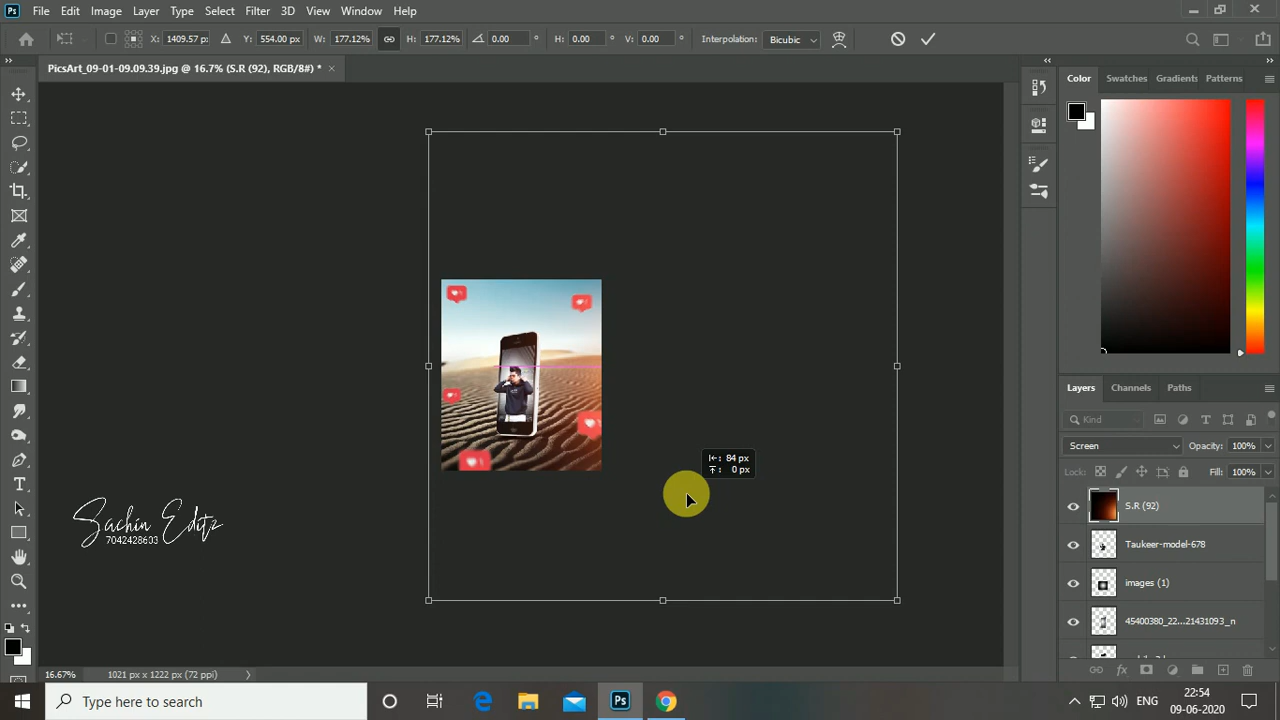 Ps File Edit Image Layer Type Select Filter 3D View Window Help
X: 1409.57 px Y: 554.00 px W: 177.12% H: 177.12% 0.00 ° H: 0.00 ° V: 0.00 ° Interpolation: Bicubic
PicsArt_09-01-09.09.39.jpg @ 16.7% (S.R (92), RGB/8#) * ×
Color Swatches Gradients Patterns
Layers Channels Paths
Kind
Screen Opacity: 100%
Lock: Fill: 100%
84 px
0 px
S.R (92)
Taukeer-model-678
images (1)
45400380_22...21431093_n
Sachin Editz
7042428603
16.67% 1021 px x 1222 px (72 ppi)
Type here to search
Ps
ENG
22:54
09-06-2020